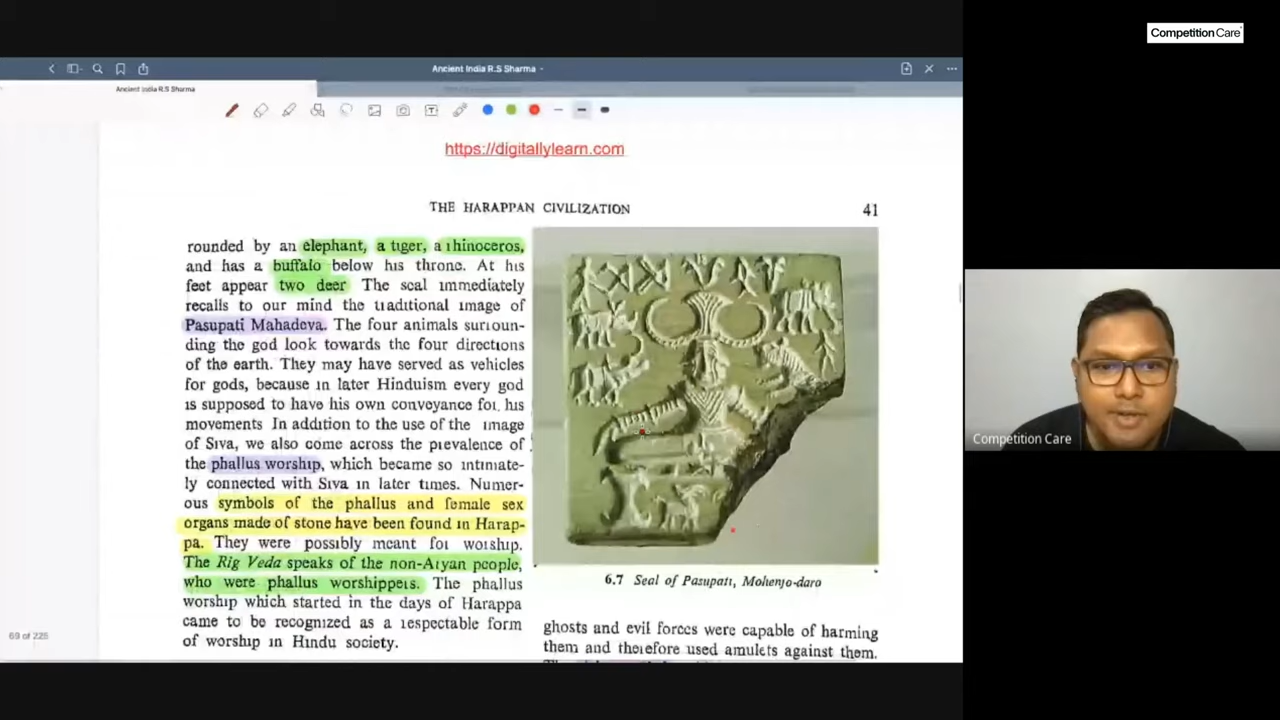 CompetitionCare
Ancient India R.S Sharma
Ancient India R.S Sharma
https://digitallylearn.com
THE HARAPPAN CIVILIZATION
41
rounded by an elephant, a tiger, a rhinoceros,
and has a buffalo below his throne. At his
feet appear two deer The seal immediately
recalls to our mind the traditional image of
Pasupati Mahadeva. The four animals surroun-
ding the god look towards the four directions
of the earth. They may have served as vehicles
for gods, because in later Hinduism every god
is supposed to have his own conveyance for his
movements In addition to the use of the image
of Siva, we also come across the prevalence of
the phallus worship, which became so intimate-
ly connected with Siva in later times. Numer-
ous symbols of the phallus and female sex
organs made of stone have been found in Harap-
pa. They were possibly meant for worship.
The Rig Veda speaks of the non-Aryan people,
who were phallus worshippers. The phallus
worship which started in the days of Harappa
came to be recognized as a respectable form
of worship in Hindu society.
6.7 Seal of Pasupati, Mohenjo-daro
ghosts and evil forces were capable of harming
them and therefore used amulets against them.
69 of 225
Competition Care